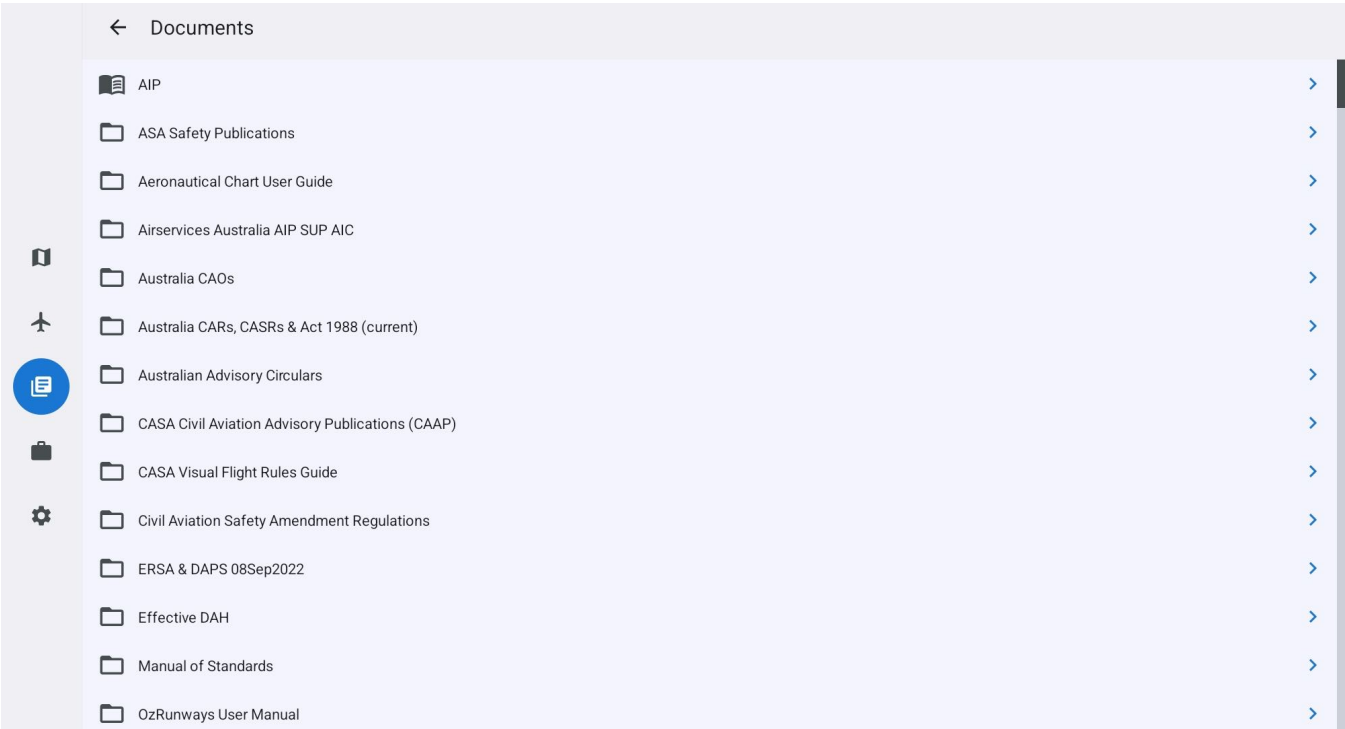 Documents
AIP
ASA Safety Publications
Aeronautical Chart User Guide
Airservices Australia AIP SUP AIC
Australia CAOs
Australia CARs, CASRs & Act 1988 (current)
Australian Advisory Circulars
CASA Civil Aviation Advisory Publications (CAAP)
CASA Visual Flight Rules Guide
Civil Aviation Safety Amendment Regulations
ERSA & DAPS 08Sep2022
Effective DAH
Manual of Standards
OzRunways User Manual